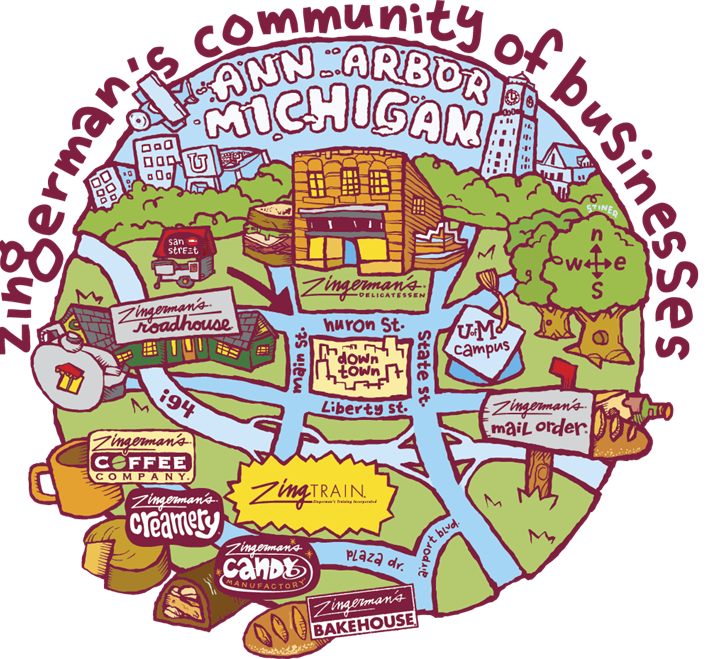 Zingerman's community of businesses
ANN ARBOR
MICHIGAN
U
STINER
san
street
Zingerman's
DELICATESSEN
n
w e
s
Zingerman's
roadhouse
huron St.
main St.
State st.
down
town
Liberty st.
U of M
campus
i94
Zingerman's
mail order
Zingerman's
COFFEE
COMPANY
ZingTRAIN
Zingerman's Training Incorporated
Zingerman's
creamery
Zingerman's
CANDY
MANUFACTORY
plaza dr.
airport blvd.
Zingerman's
BAKEHOUSE